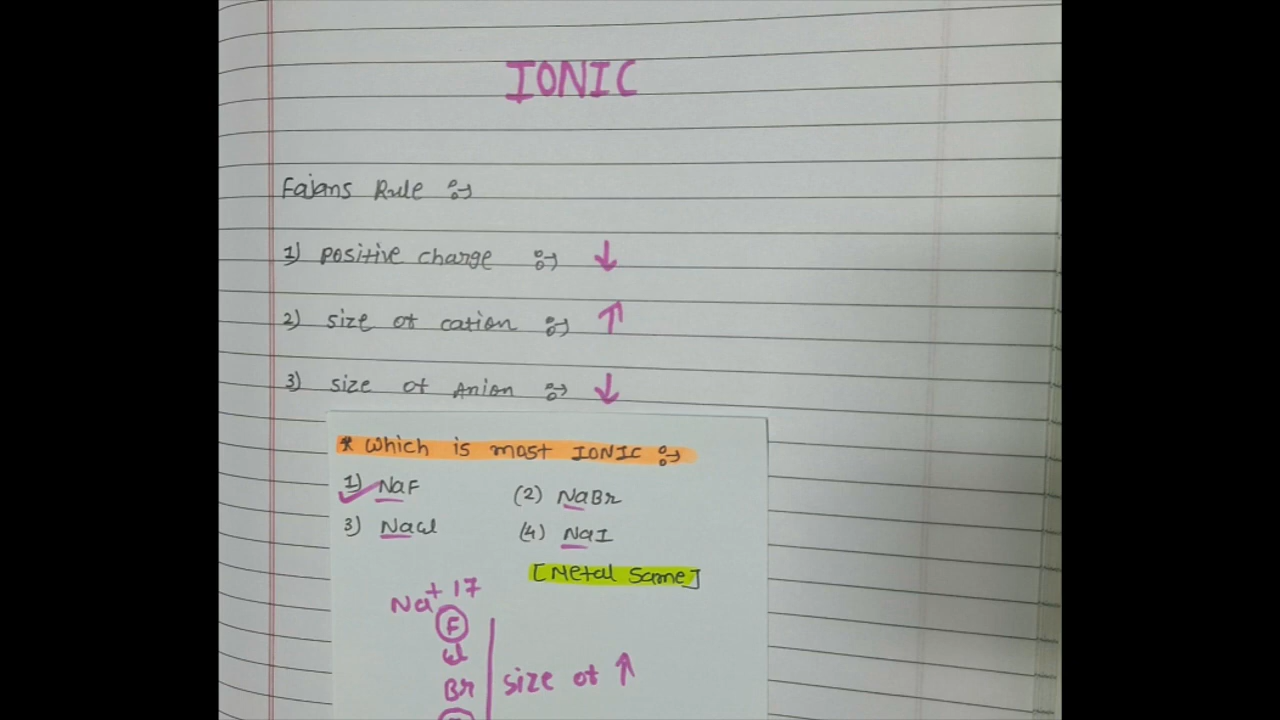 IONIC
Fajans Rule :→
1) positive charge :→ ↓
2) size of cation :→ ↑
3) size of Anion :→ ↓
* Which is most IONIC :→
1) NaF (2) NaBr
3) NaCl (4) NaI
[Metal Same]
Na+ 17
F
Cl
Br size of ↑